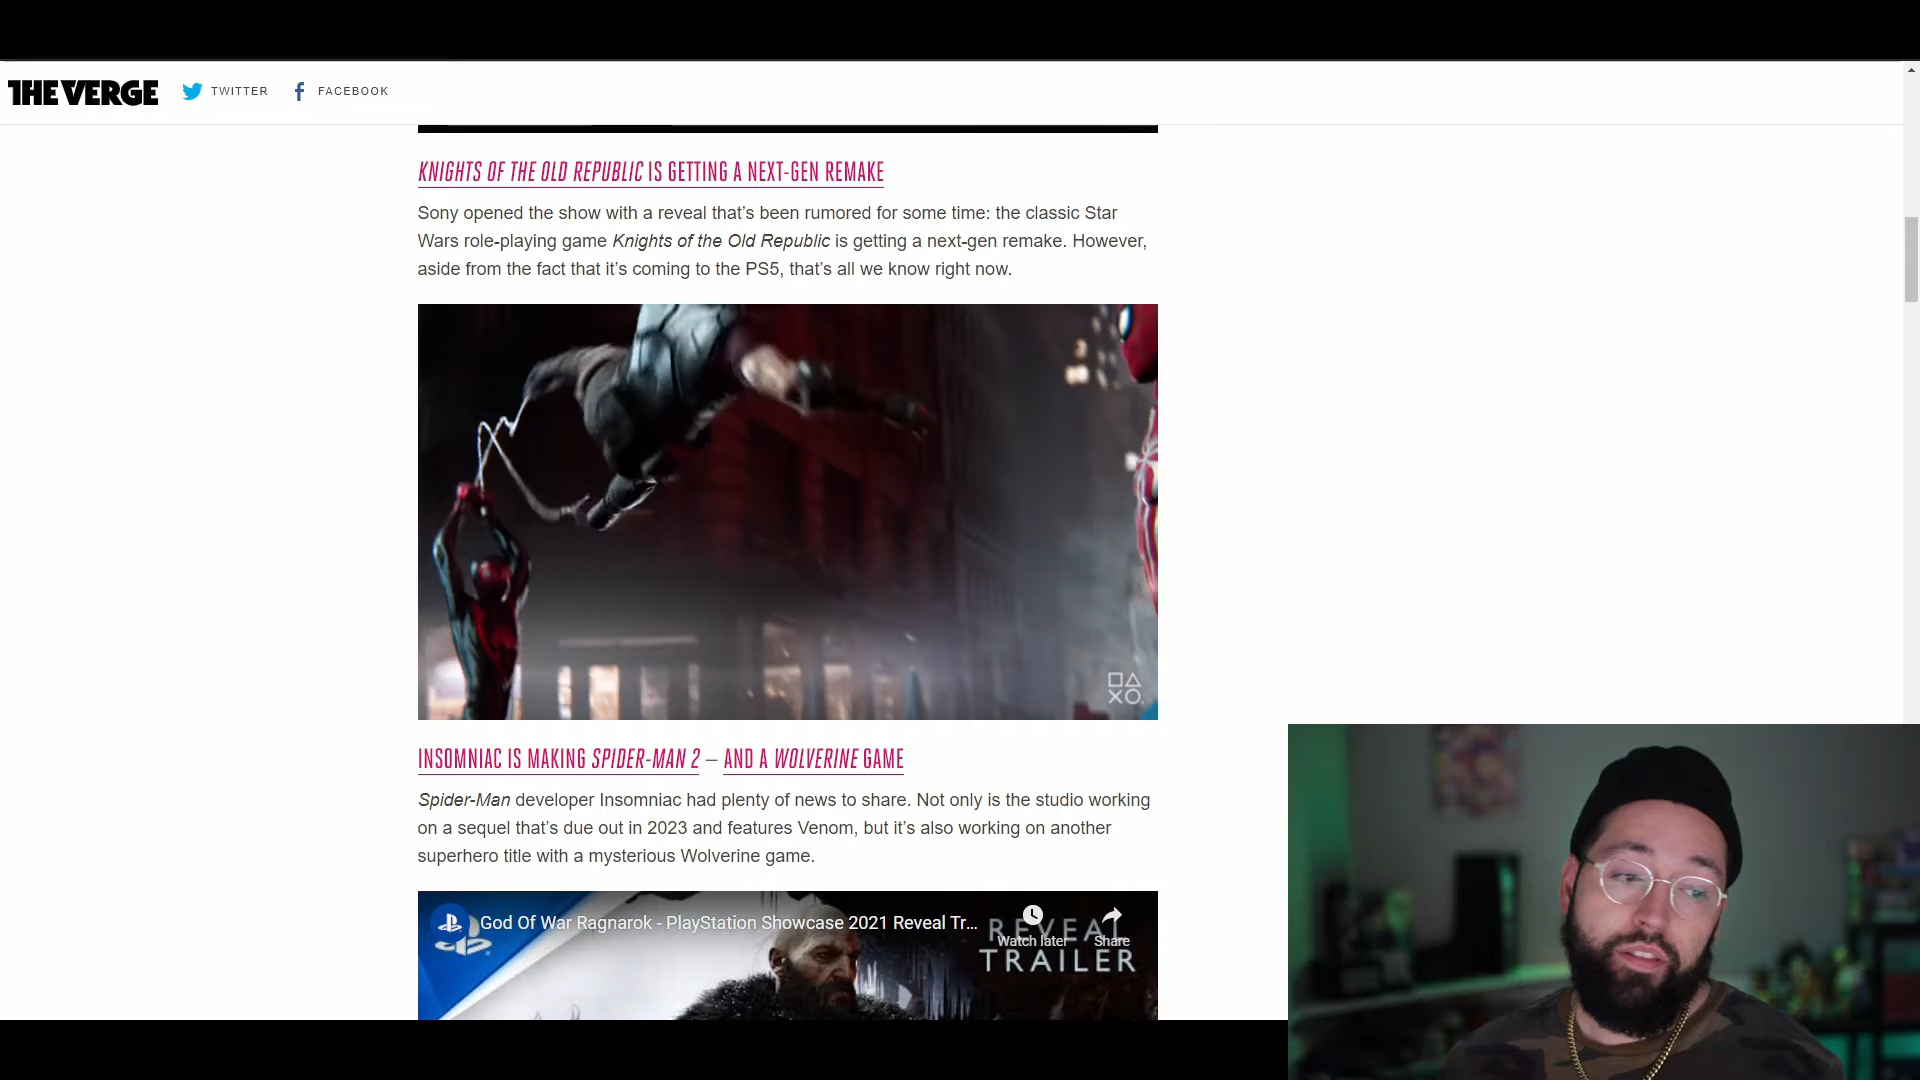 THE VERGE TWITTER FACEBOOK
KNIGHTS OF THE OLD REPUBLIC IS GETTING A NEXT-GEN REMAKE
Sony opened the show with a reveal that’s been rumored for some time: the classic Star
Wars role-playing game Knights of the Old Republic is getting a next-gen remake. However,
aside from the fact that it’s coming to the PS5, that’s all we know right now.
INSOMNIAC IS MAKING SPIDER-MAN 2 – AND A WOLVERINE GAME
Spider-Man developer Insomniac had plenty of news to share. Not only is the studio working
on a sequel that’s due out in 2023 and features Venom, but it’s also working on another
superhero title with a mysterious Wolverine game.
God Of War Ragnarok - PlayStation Showcase 2021 Reveal Tr...
Watch later
Share
REVEAL
TRAILER